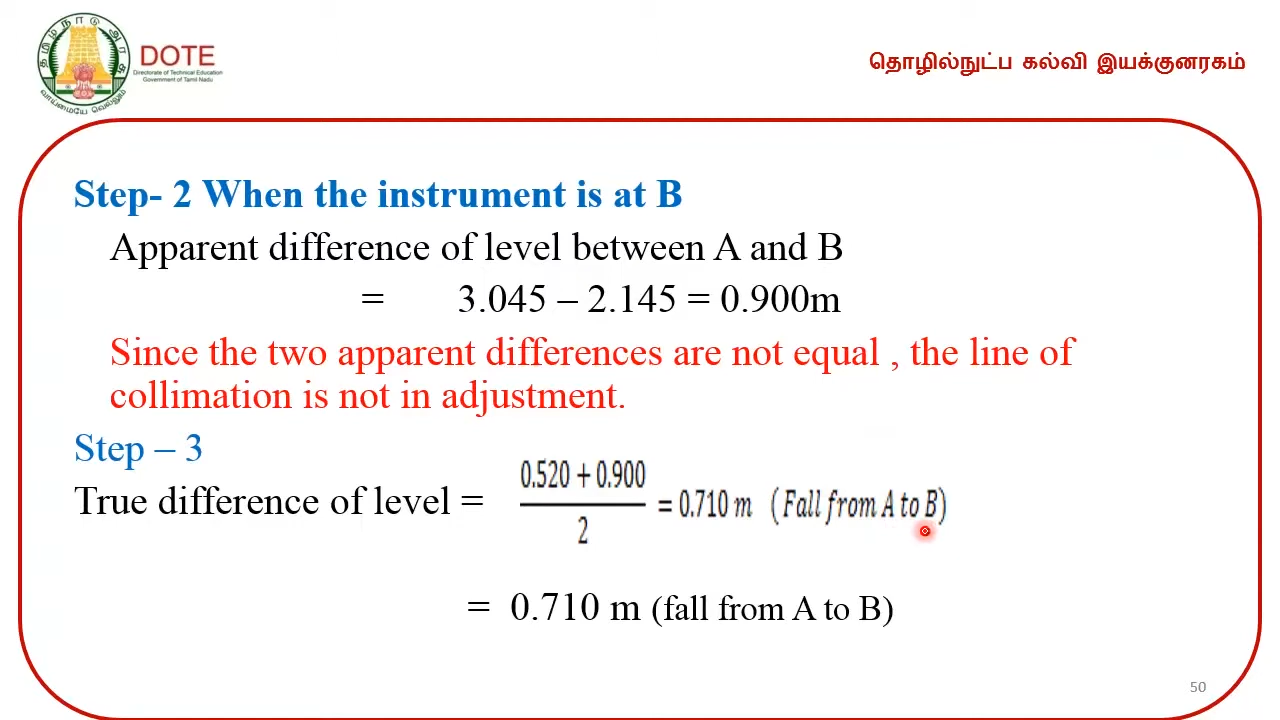 தமிழ்நாடு அரசு
வாய்மையே வெல்லும்
DOTE
Directorate of Technical Education
Government of Tamil Nadu
தொழில்நுட்ப கல்வி இயக்குனரகம்
Step- 2 When the instrument is at B
Apparent difference of level between A and B
= 3.045 – 2.145 = 0.900m
Since the two apparent differences are not equal , the line of
collimation is not in adjustment.
Step – 3
True difference of level = (0.520 + 0.900)/2 = 0.710 m (Fall from A to B)
= 0.710 m (fall from A to B)
50